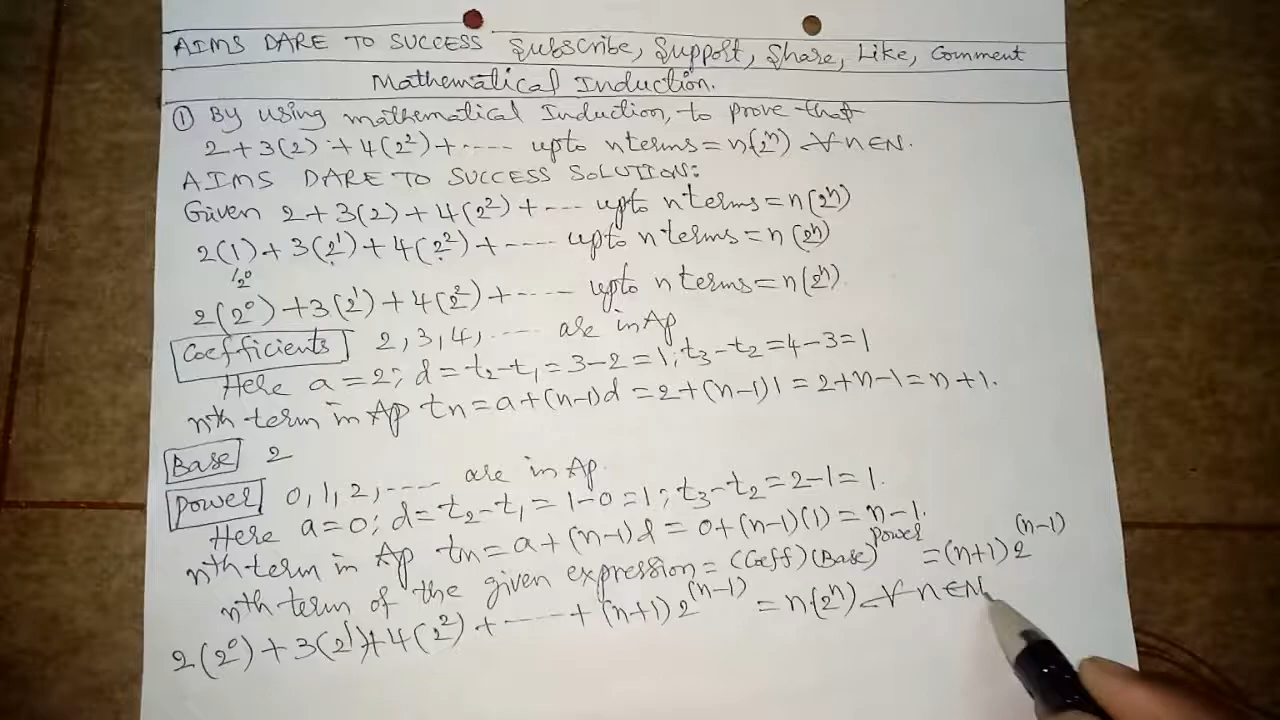 AIMS DARE TO SUCCESS Subscribe, Support, Share, Like, Comment
Mathematical Induction.
① By using mathematical Induction, to prove that
2+3(2)+4(2²)+----- upto n terms=n(2ⁿ) ∀ n∈N.
AIMS DARE TO SUCCESS SOLUTION:
Given 2+3(2)+4(2²)+---- upto n terms=n(2ⁿ)
2(1)+3(2¹)+4(2²)+----- upto n terms=n(2ⁿ)
½⁰
2(2⁰)+3(2¹)+4(2²)+----- upto n terms=n(2ⁿ)
Coefficients 2,3,4,----- are in AP
Here a=2; d=t₂-t₁=3-2=1; t₃-t₂=4-3=1
nth term in AP tn=a+(n-1)d=2+(n-1)1=2+n-1=n+1.
Base 2
Power 0,1,2,----- are in AP.
Here a=0; d=t₂-t₁=1-0=1; t₃-t₂=2-1=1.
nth term in AP tn=a+(n-1)d=0+(n-1)(1)=n-1.
nth term of the given expression=(Coeff)(Base)^power=(n+1)2^(n-1)
2(2⁰)+3(2¹)+4(2²)+-----+(n+1)2^(n-1)=n(2ⁿ) ∀ n∈N